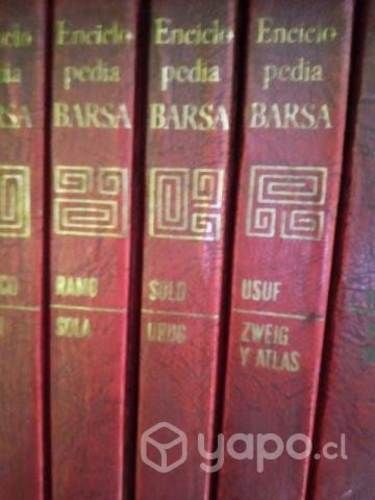 Enciclo-
pedia
BARSA
RAMO
SOLA
Enciclo-
pedia
BARSA
SOLD
URUG
Enciclo-
pedia
BARSA
USUF
ZWEIG
Y ATLAS
yapo.cl